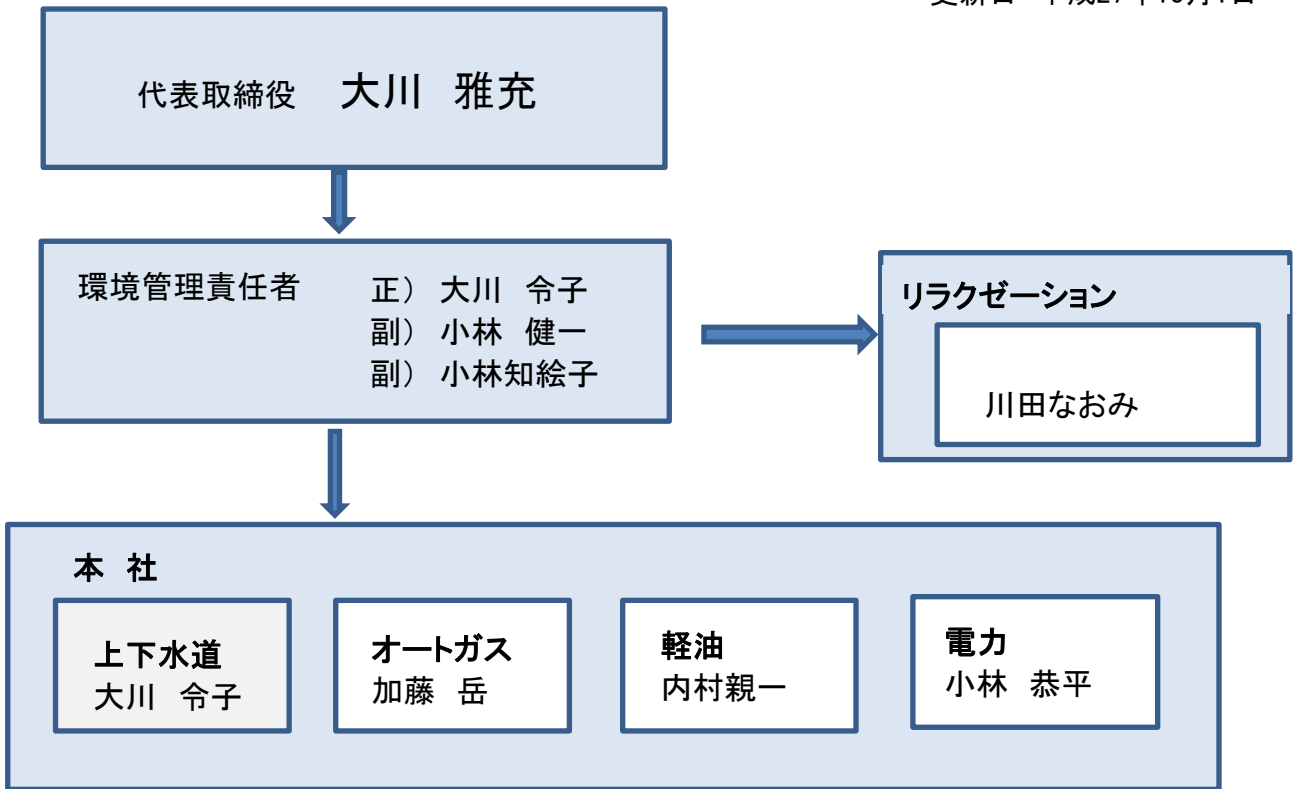 代表取締役 大川 雅充
環境管理責任者 正） 大川 令子
副） 小林 健一
副） 小林知絵子
リラクゼーション
川田なおみ
本 社
上下水道
大川 令子
オートガス
加藤 岳
軽油
内村親一
電力
小林 恭平